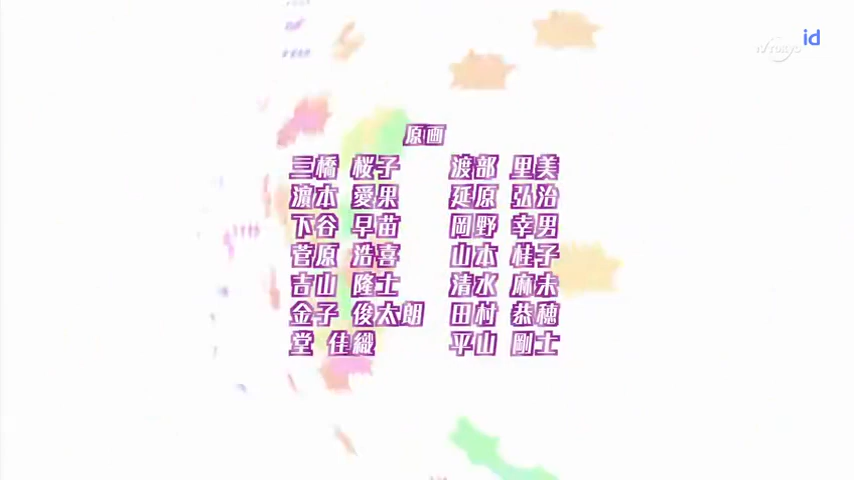 id
TV TOKYO
原画
三橋 桜子 渡部 里美
濵本 愛果 延原 弘治
下谷 早苗 岡野 幸男
菅原 浩喜 山本 桂子
吉山 隆士 清水 麻未
金子 俊太朗 田村 恭穂
堂 佳織 平山 剛士